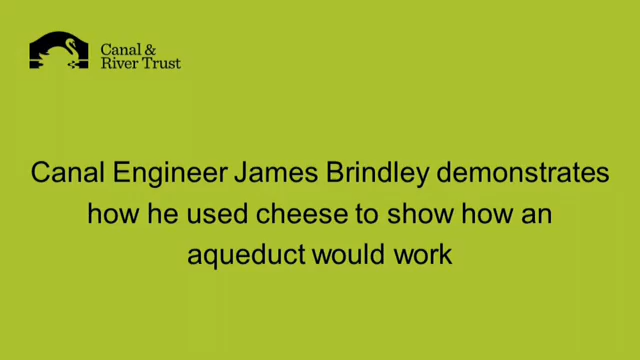 Canal &
River Trust
Canal Engineer James Brindley demonstrates
how he used cheese to show how an
aqueduct would work